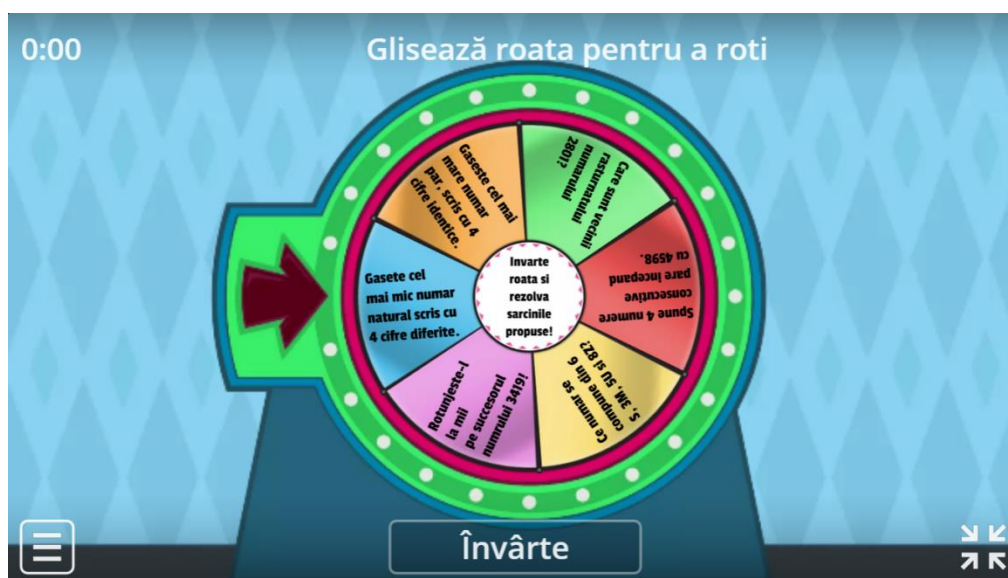 0:00
Glisează roata pentru a roti
Gaseste cel mai
mare numar
par, scris cu 4
cifre identice.
Care sunt vecinii
rasturnatului
numarului
2801?
Spune 4 numere
consecutive
pare incepand
cu 4598.
Ce numar se
compune din 6
S, 3M, 5U si 8Z?
Rotunjeste-l
la mii
pe succesorul
numrului 3419!
Gasete cel
mai mic numar
natural scris cu
4 cifre diferite.
Invarte
roata si
rezolva
sarcinile
propuse!
Învârte